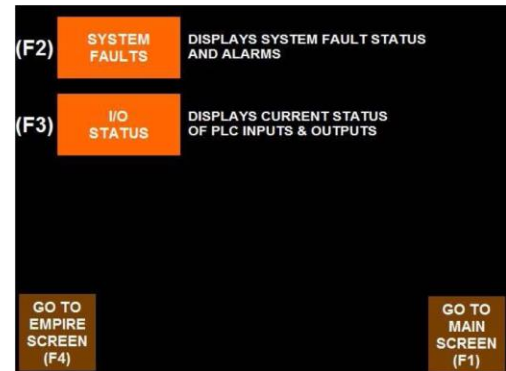 (F2)
SYSTEM
FAULTS
DISPLAYS SYSTEM FAULT STATUS
AND ALARMS
(F3)
I/O
STATUS
DISPLAYS CURRENT STATUS
OF PLC INPUTS & OUTPUTS
GO TO
EMPIRE
SCREEN
(F4)
GO TO
MAIN
SCREEN
(F1)